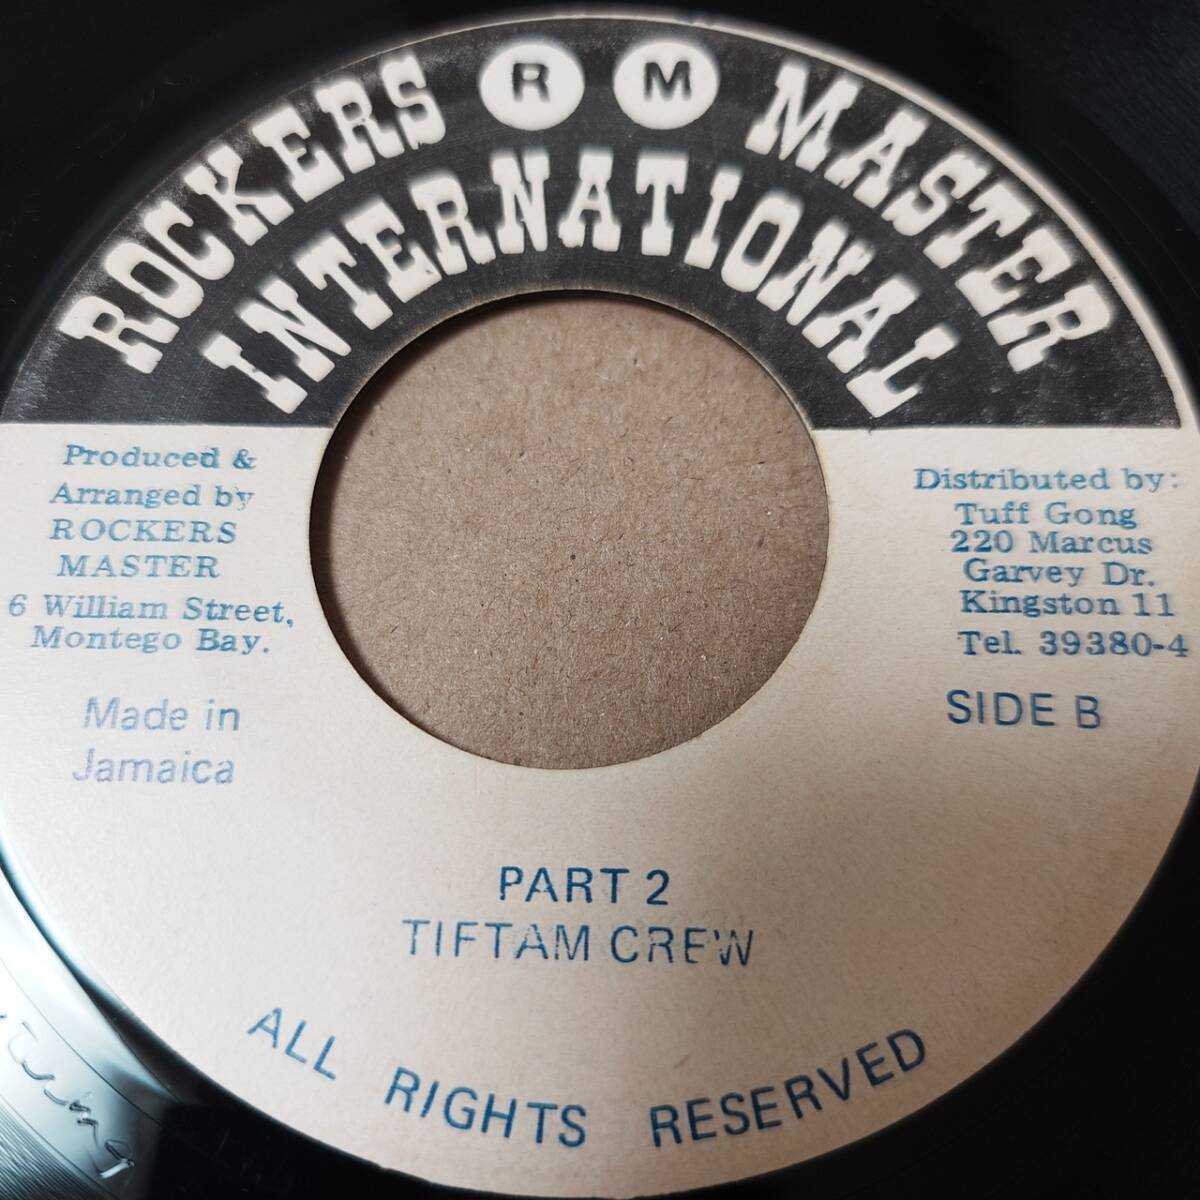 ROCKERS R M MASTER
INTERNATIONAL
Produced &
Arranged by
ROCKERS
MASTER
6 William Street,
Montego Bay.
Made in
Jamaica
Distributed by:
Tuff Gong
220 Marcus
Garvey Dr.
Kingston 11
Tel. 39380-4
SIDE B
PART 2
TIFTAM CREW
ALL RIGHTS RESERVED